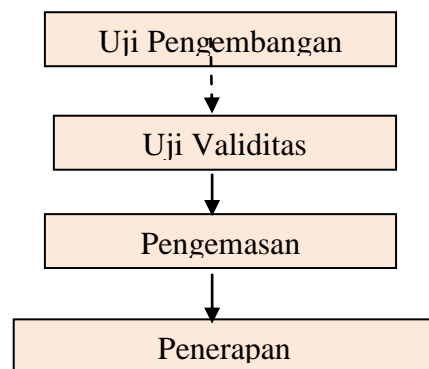 Uji Pengembangan
Uji Validitas
Pengemasan
Penerapan